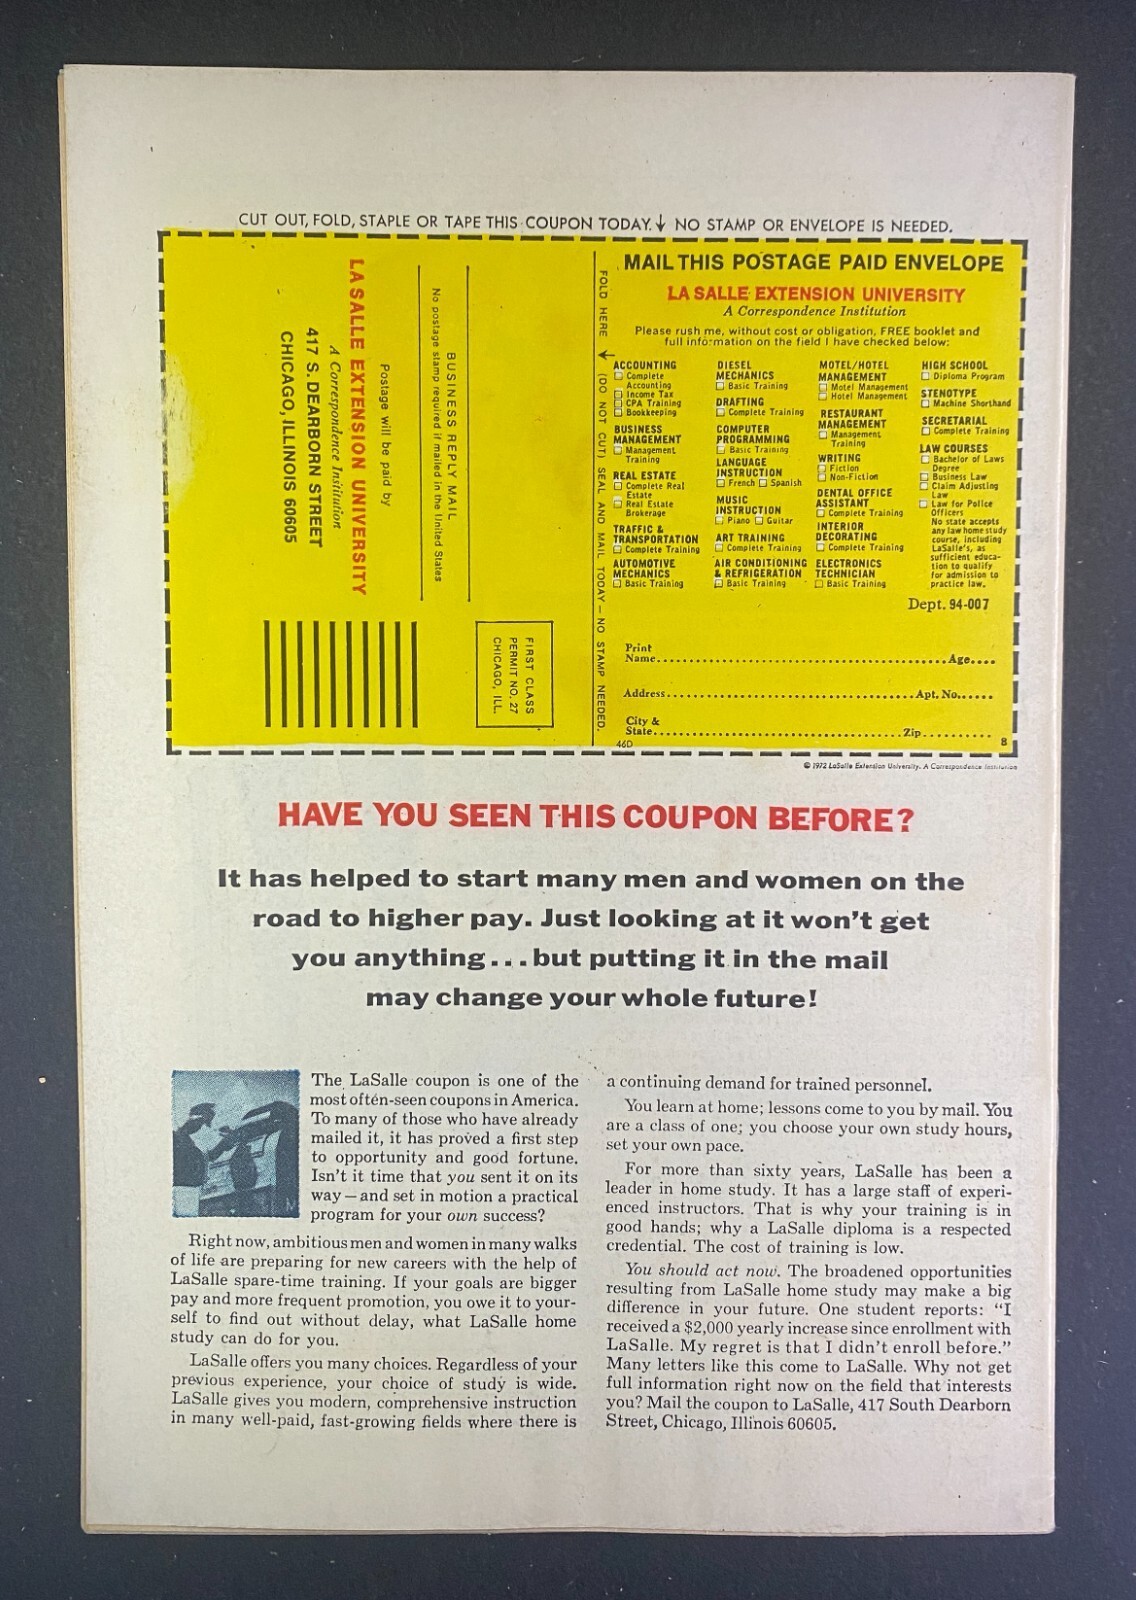 CUT OUT, FOLD, STAPLE OR TAPE THIS COUPON TODAY. ↓ NO STAMP OR ENVELOPE IS NEEDED.
FIRST CLASS
PERMIT NO. 27
CHICAGO, ILL.
BUSINESS REPLY MAIL
No postage stamp required if mailed in the United States
Postage will be paid by
LA SALLE EXTENSION UNIVERSITY
A Correspondence Institution
417 S. DEARBORN STREET
CHICAGO, ILLINOIS 60605
FOLD HERE ↓ (DO NOT CUT) SEAL AND MAIL TODAY — NO STAMP NEEDED.
MAIL THIS POSTAGE PAID ENVELOPE
LA SALLE EXTENSION UNIVERSITY
A Correspondence Institution
Please rush me, without cost or obligation, FREE booklet and
full information on the field I have checked below:
ACCOUNTING
☐ Complete
Accounting
☐ Income Tax
☐ CPA Training
☐ Bookkeeping
BUSINESS
MANAGEMENT
☐ Management
Training
REAL ESTATE
☐ Complete Real
Estate
☐ Real Estate
Brokerage
TRAFFIC &
TRANSPORTATION
☐ Complete Training
AUTOMOTIVE
MECHANICS
☐ Basic Training
DIESEL
MECHANICS
☐ Basic Training
DRAFTING
☐ Complete Training
COMPUTER
PROGRAMMING
☐ Basic Training
LANGUAGE
INSTRUCTION
☐ French ☐ Spanish
MUSIC
INSTRUCTION
☐ Piano ☐ Guitar
ART TRAINING
☐ Complete Training
AIR CONDITIONING
& REFRIGERATION
☐ Basic Training
MOTEL/HOTEL
MANAGEMENT
☐ Motel Management
☐ Hotel Management
RESTAURANT
MANAGEMENT
☐ Management
Training
WRITING
☐ Fiction
☐ Non-Fiction
DENTAL OFFICE
ASSISTANT
☐ Complete Training
INTERIOR
DECORATING
☐ Complete Training
ELECTRONICS
TECHNICIAN
☐ Basic Training
HIGH SCHOOL
☐ Diploma Program
STENOTYPE
☐ Machine Shorthand
SECRETARIAL
☐ Complete Training
LAW COURSES
☐ Bachelor of Laws
Degree
☐ Business Law
☐ Claim Adjusting
Law
☐ Law for Police
Officers
No state accepts
any law home study
course, including
LaSalle's, as
sufficient educa-
tion to qualify
for admission to
practice law.
Dept. 94-007
Print
Name...............Age....
Address...............Apt. No......
City &
State...............Zip..........
46D 8
© 1972 LaSalle Extension University. A Correspondence Institution
HAVE YOU SEEN THIS COUPON BEFORE?
It has helped to start many men and women on the
road to higher pay. Just looking at it won't get
you anything...but putting it in the mail
may change your whole future!
The LaSalle coupon is one of the
most often-seen coupons in America.
To many of those who have already
mailed it, it has proved a first step
to opportunity and good fortune.
Isn't it time that you sent it on its
way — and set in motion a practical
program for your own success?
Right now, ambitious men and women in many walks
of life are preparing for new careers with the help of
LaSalle spare-time training. If your goals are bigger
pay and more frequent promotion, you owe it to your-
self to find out without delay, what LaSalle home
study can do for you.
LaSalle offers you many choices. Regardless of your
previous experience, your choice of study is wide.
LaSalle gives you modern, comprehensive instruction
in many well-paid, fast-growing fields where there is
a continuing demand for trained personnel.
You learn at home; lessons come to you by mail. You
are a class of one; you choose your own study hours,
set your own pace.
For more than sixty years, LaSalle has been a
leader in home study. It has a large staff of experi-
enced instructors. That is why your training is in
good hands; why a LaSalle diploma is a respected
credential. The cost of training is low.
You should act now. The broadened opportunities
resulting from LaSalle home study may make a big
difference in your future. One student reports: "I
received a $2,000 yearly increase since enrollment with
LaSalle. My regret is that I didn't enroll before."
Many letters like this come to LaSalle. Why not get
full information right now on the field that interests
you? Mail the coupon to LaSalle, 417 South Dearborn
Street, Chicago, Illinois 60605.